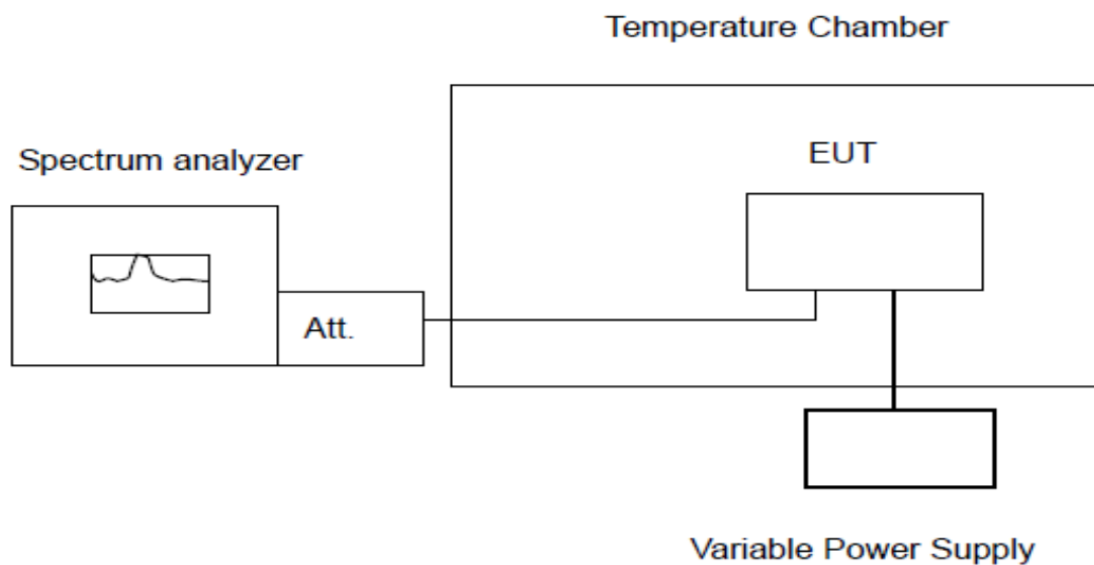 Temperature Chamber
Spectrum analyzer
EUT
Att.
Variable Power Supply